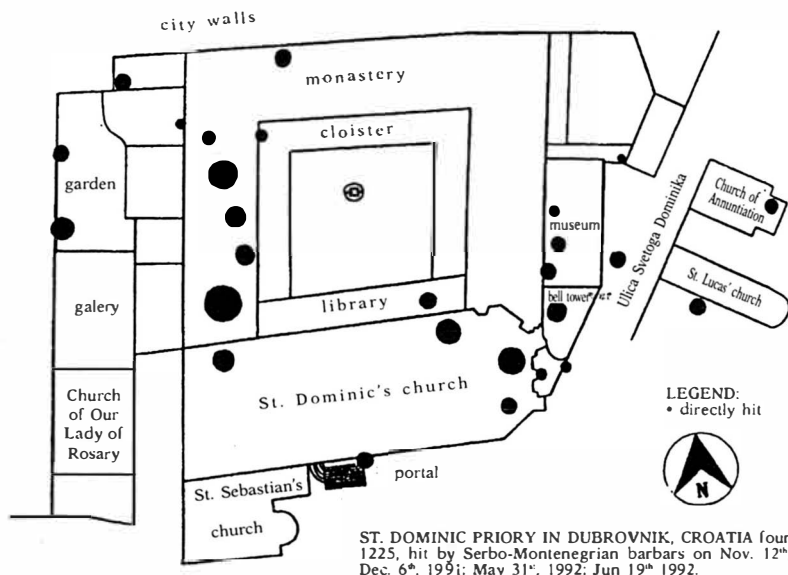 city walls
monastery
cloister
garden
museum
Church of
Annuntiation
Ulica Svetoga Dominika
galery
library
bell tower
St. Lucas' church
St. Dominic's church
Church
of Our
Lady of
Rosary
LEGEND:
• directly hit
portal
St. Sebastian's
church
N
ST. DOMINIC PRIORY IN DUBROVNIK, CROATIA foun
1225, hit by Serbo-Montenegrian barbars on Nov. 12th
Dec. 6th, 1991; May 31st, 1992; Jun 19th 1992.